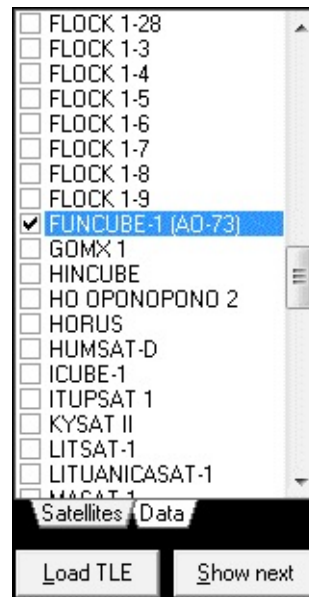 FLOCK 1-28
FLOCK 1-3
FLOCK 1-4
FLOCK 1-5
FLOCK 1-6
FLOCK 1-7
FLOCK 1-8
FLOCK 1-9
FUNCUBE-1 (AO-73)
GOMX 1
HINCUBE
HO OPONOPONO 2
HORUS
HUMSAT-D
ICUBE-1
ITUPSAT 1
KYSAT II
LITSAT-1
LITUANICASAT-1
MASAT 1
Satellites Data
Load TLE Show next